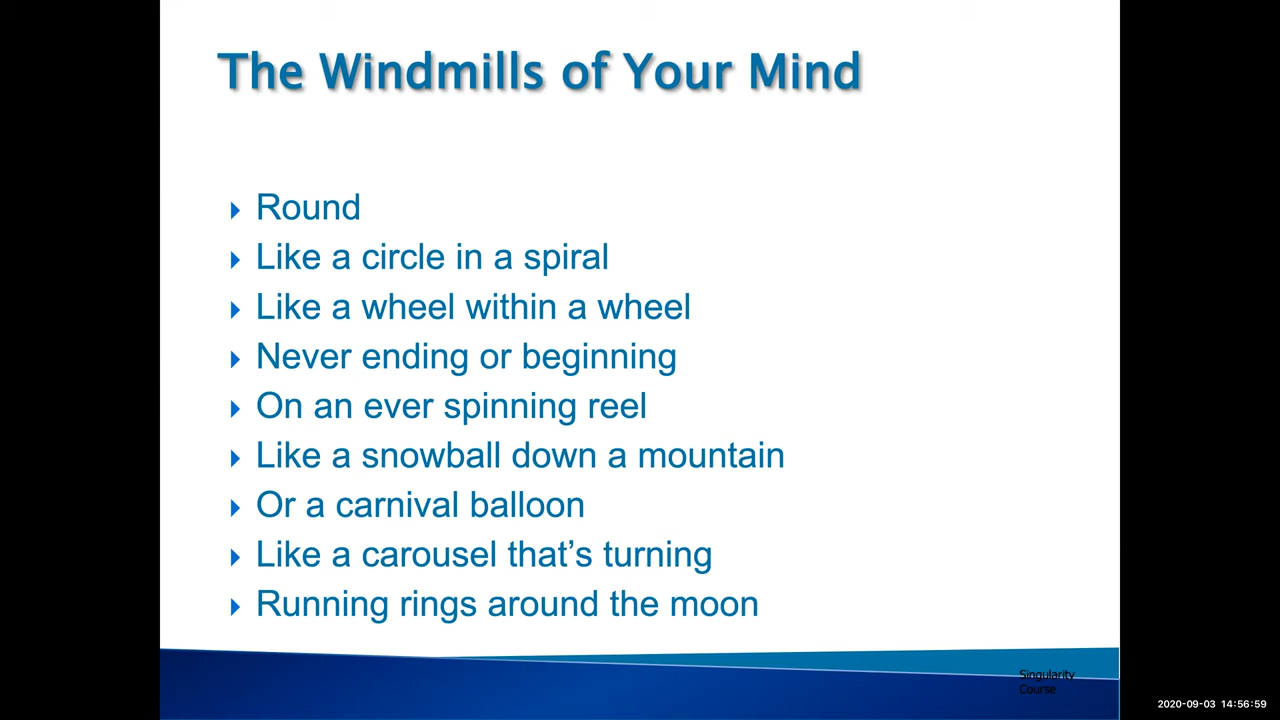 The Windmills of Your Mind
Round
Like a circle in a spiral
Like a wheel within a wheel
Never ending or beginning
On an ever spinning reel
Like a snowball down a mountain
Or a carnival balloon
Like a carousel that’s turning
Running rings around the moon
Singularity
Course
2020-09-03 14:56:59